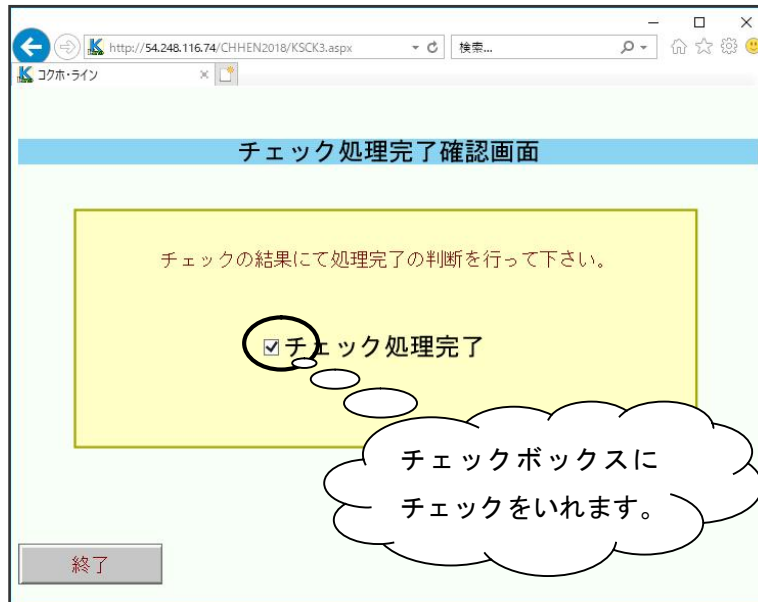 http://54.248.116.74/CHHEN2018/KSCK3.aspx
検索...
コクホ・ライン
チェック処理完了確認画面
チェックの結果にて処理完了の判断を行って下さい。
チェック処理完了
チェックボックスに
チェックをいれます。
終了